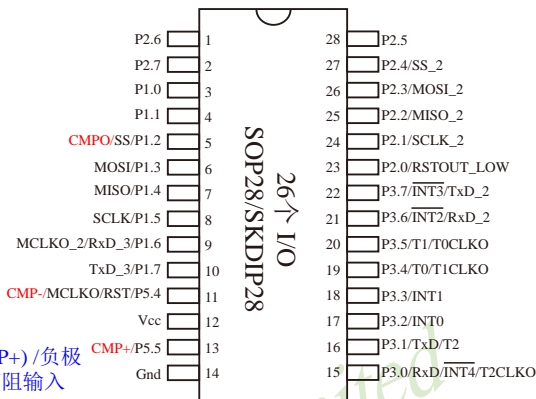 P2.6 1 28 P2.5
P2.7 2 27 P2.4/SS_2
P1.0 3 26 P2.3/MOSI_2
P1.1 4 25 P2.2/MISO_2
CMPO/SS/P1.2 5 24 P2.1/SCLK_2
MOSI/P1.3 6 23 P2.0/RSTOUT_LOW
MISO/P1.4 7 22 P3.7/INT3/TxD_2
SCLK/P1.5 8 21 P3.6/INT2/RxD_2
MCLKO_2/RxD_3/P1.6 9 20 P3.5/T1/T0CLKO
TxD_3/P1.7 10 19 P3.4/T0/T1CLKO
CMP-/MCLKO/RST/P5.4 11 18 P3.3/INT1
Vcc 12 17 P3.2/INT0
CMP+/P5.5 13 16 P3.1/TxD/T2
Gnd 14 15 P3.0/RxD/INT4/T2CLKO
26个 I/O
SOP28/SKDIP28
P+) /负极
阻输入